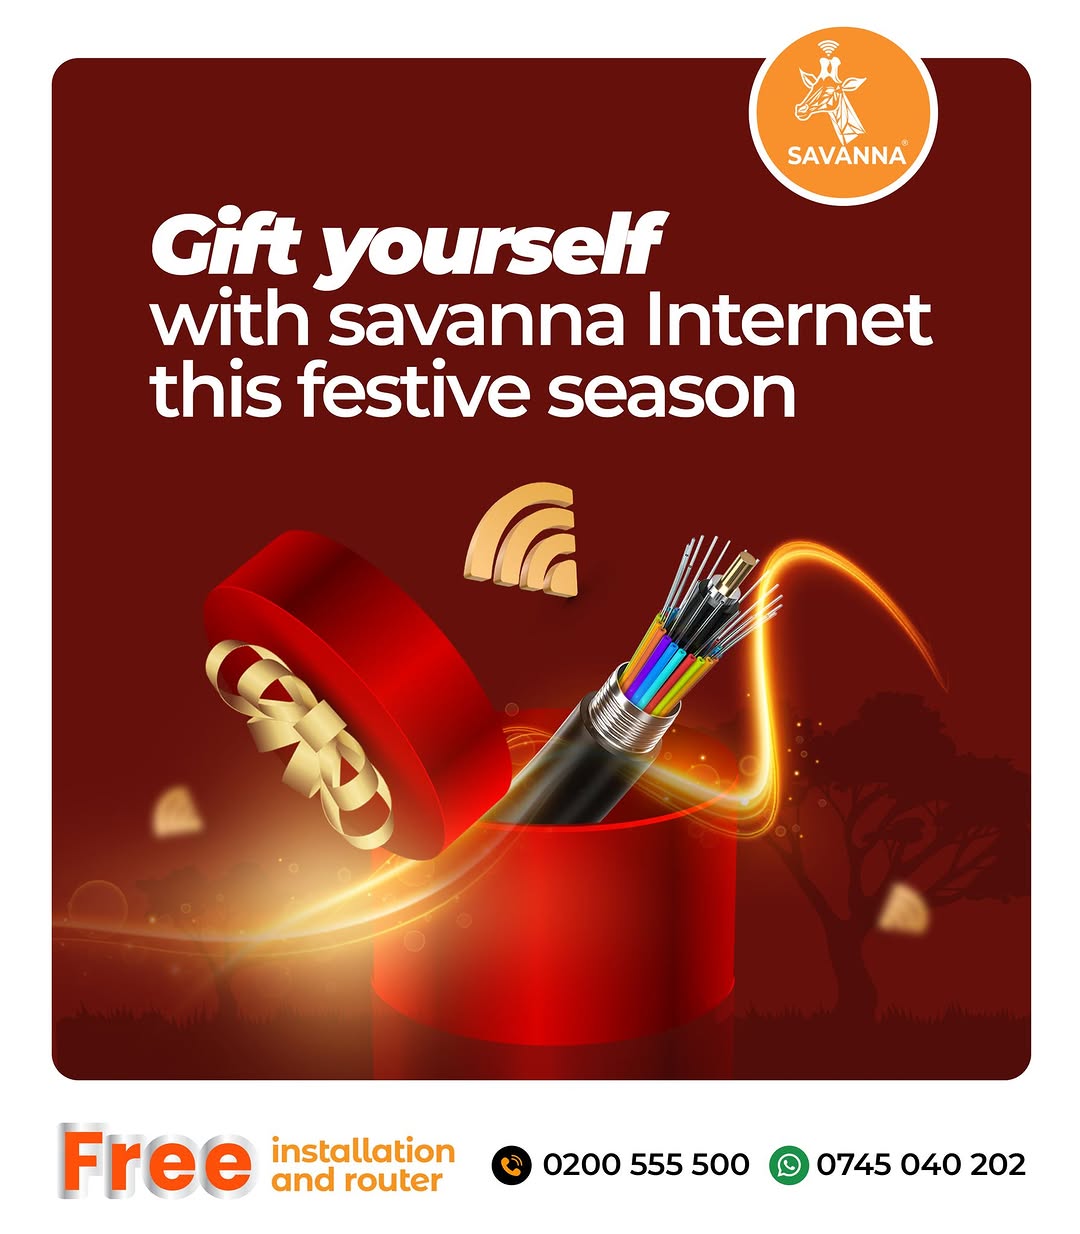 SAVANNA®
Gift yourself
with savanna Internet
this festive season
Free
installation
and router
0200 555 500
0745 040 202